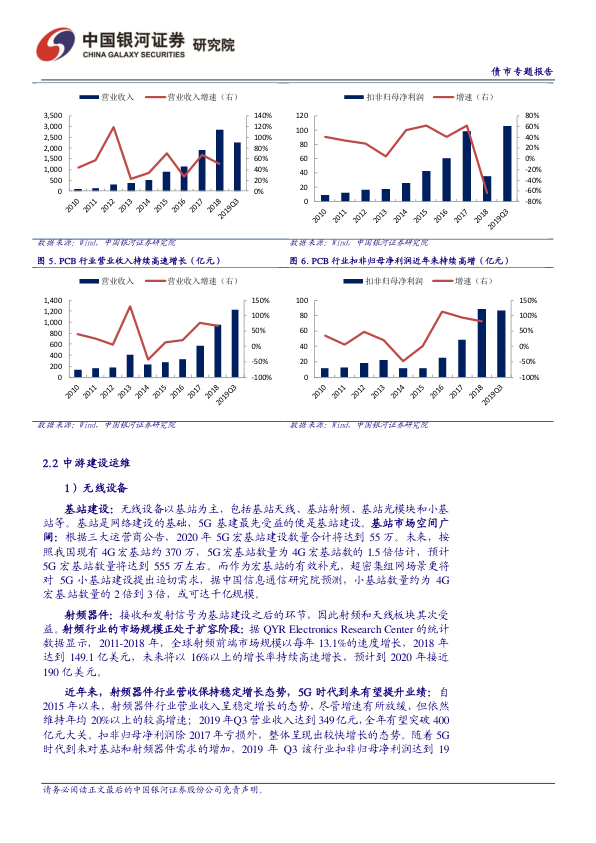 中国银河证券 研究院
CHINA GALAXY SECURITIES
债市专题报告
营业收入 营业收入增速（右）
3,500
3,000
2,500
2,000
1,500
1,000
500
0
140%
120%
100%
80%
60%
40%
20%
0%
2010
2011
2012
2013
2014
2015
2016
2017
2018
2019Q3
扣非归母净利润 增速（右）
120
100
80
60
40
20
0
80%
60%
40%
20%
0%
-20%
-40%
-60%
-80%
2010
2011
2012
2013
2014
2015
2016
2017
2018
2019Q3
数据来源：Wind，中国银河证券研究院
数据来源：Wind，中国银河证券研究院
图 5. PCB 行业营业收入持续高速增长（亿元）
图 6. PCB 行业扣非归母净利润近年来持续高增（亿元）
营业收入 营业收入增速（右）
1,400
1,200
1,000
800
600
400
200
0
150%
100%
50%
0%
-50%
-100%
2010
2011
2012
2013
2014
2015
2016
2017
2018
2019Q3
扣非归母净利润 增速（右）
100
80
60
40
20
0
150%
100%
50%
0%
-50%
-100%
2010
2011
2012
2013
2014
2015
2016
2017
2018
2019Q3
数据来源：Wind，中国银河证券研究院
数据来源：Wind，中国银河证券研究院
2.2 中游建设运维
1）无线设备
基站建设：无线设备以基站为主，包括基站天线、基站射频、基站光模块和小基
站等。基站是网络建设的基础，5G 基建最先受益的便是基站建设。基站市场空间广
阔：根据三大运营商公告，2020 年 5G 宏基站建设数量合计将达到 55 万。未来，按
照我国现有 4G 宏基站约 370 万，5G 宏基站数量为 4G 宏基站数的 1.5 倍估计，预计
5G 宏基站数量将达到 555 万左右。而作为宏基站的有效补充，超密集组网场景更将
对 5G 小基站建设提出迫切需求，据中国信息通信研究院预测，小基站数量约为 4G
宏基站数量的 2 倍到 3 倍，或可达千亿规模。
射频器件：接收和发射信号为基站建设之后的环节，因此射频和天线板块其次受
益。射频行业的市场规模正处于扩容阶段：据 QYR Electronics Research Center 的统计
数据显示，2011-2018 年，全球射频前端市场规模以每年 13.1%的速度增长，2018 年
达到 149.1 亿美元，未来将以 16%以上的增长率持续高速增长，预计到 2020 年接近
190 亿美元。
近年来，射频器件行业营收保持稳定增长态势，5G 时代到来有望提升业绩：自
2015 年以来，射频器件行业营业收入呈稳定增长的态势，尽管增速有所放缓，但依然
维持年均 20%以上的较高增速；2019 年Q3 营业收入达到 349亿元,全年有望突破 400
亿元大关。扣非归母净利润除 2017 年亏损外，整体呈现出较快增长的态势。随着 5G
时代到来对基站和射频器件需求的增加，2019 年 Q3 该行业扣非归母净利润达到 19
请务必阅读正文最后的中国银河证券股份公司免责声明。